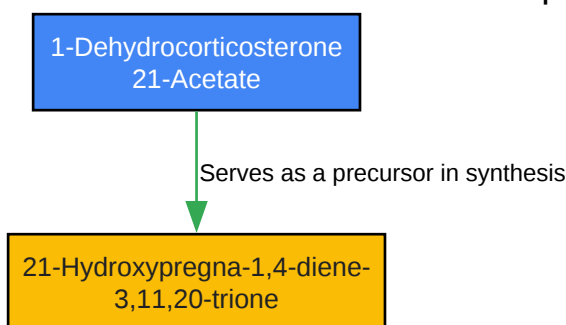 1-Dehydrocorticosterone
21-Acetate
Serves as a precursor in synthesis
21-Hydroxypregna-1,4-diene-
3,11,20-trione